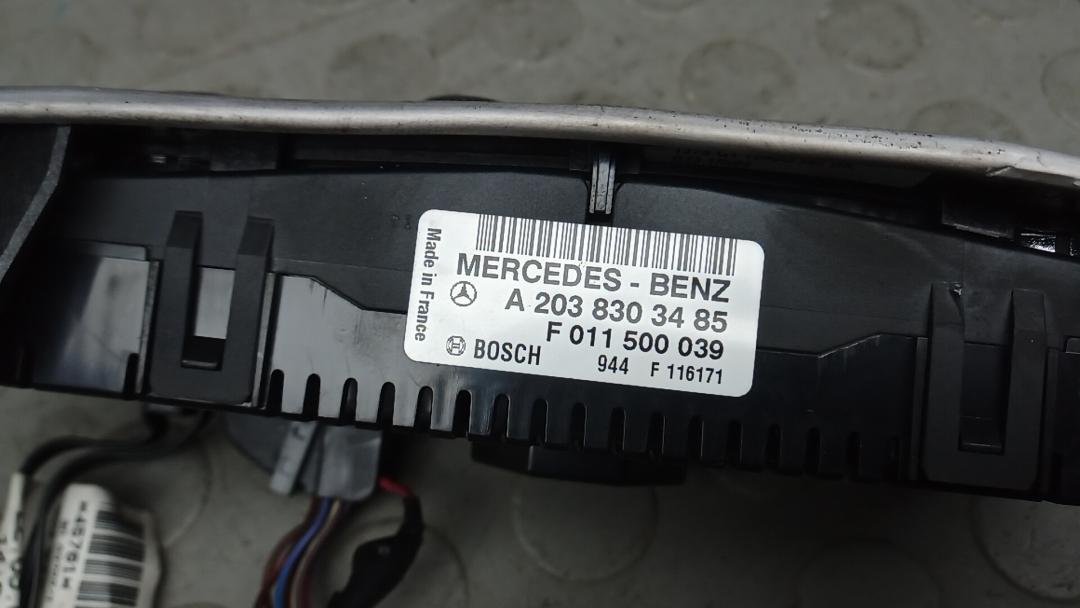 Made in France
MERCEDES - BENZ
A 203 830 34 85
F 011 500 039
BOSCH 944 F 116171